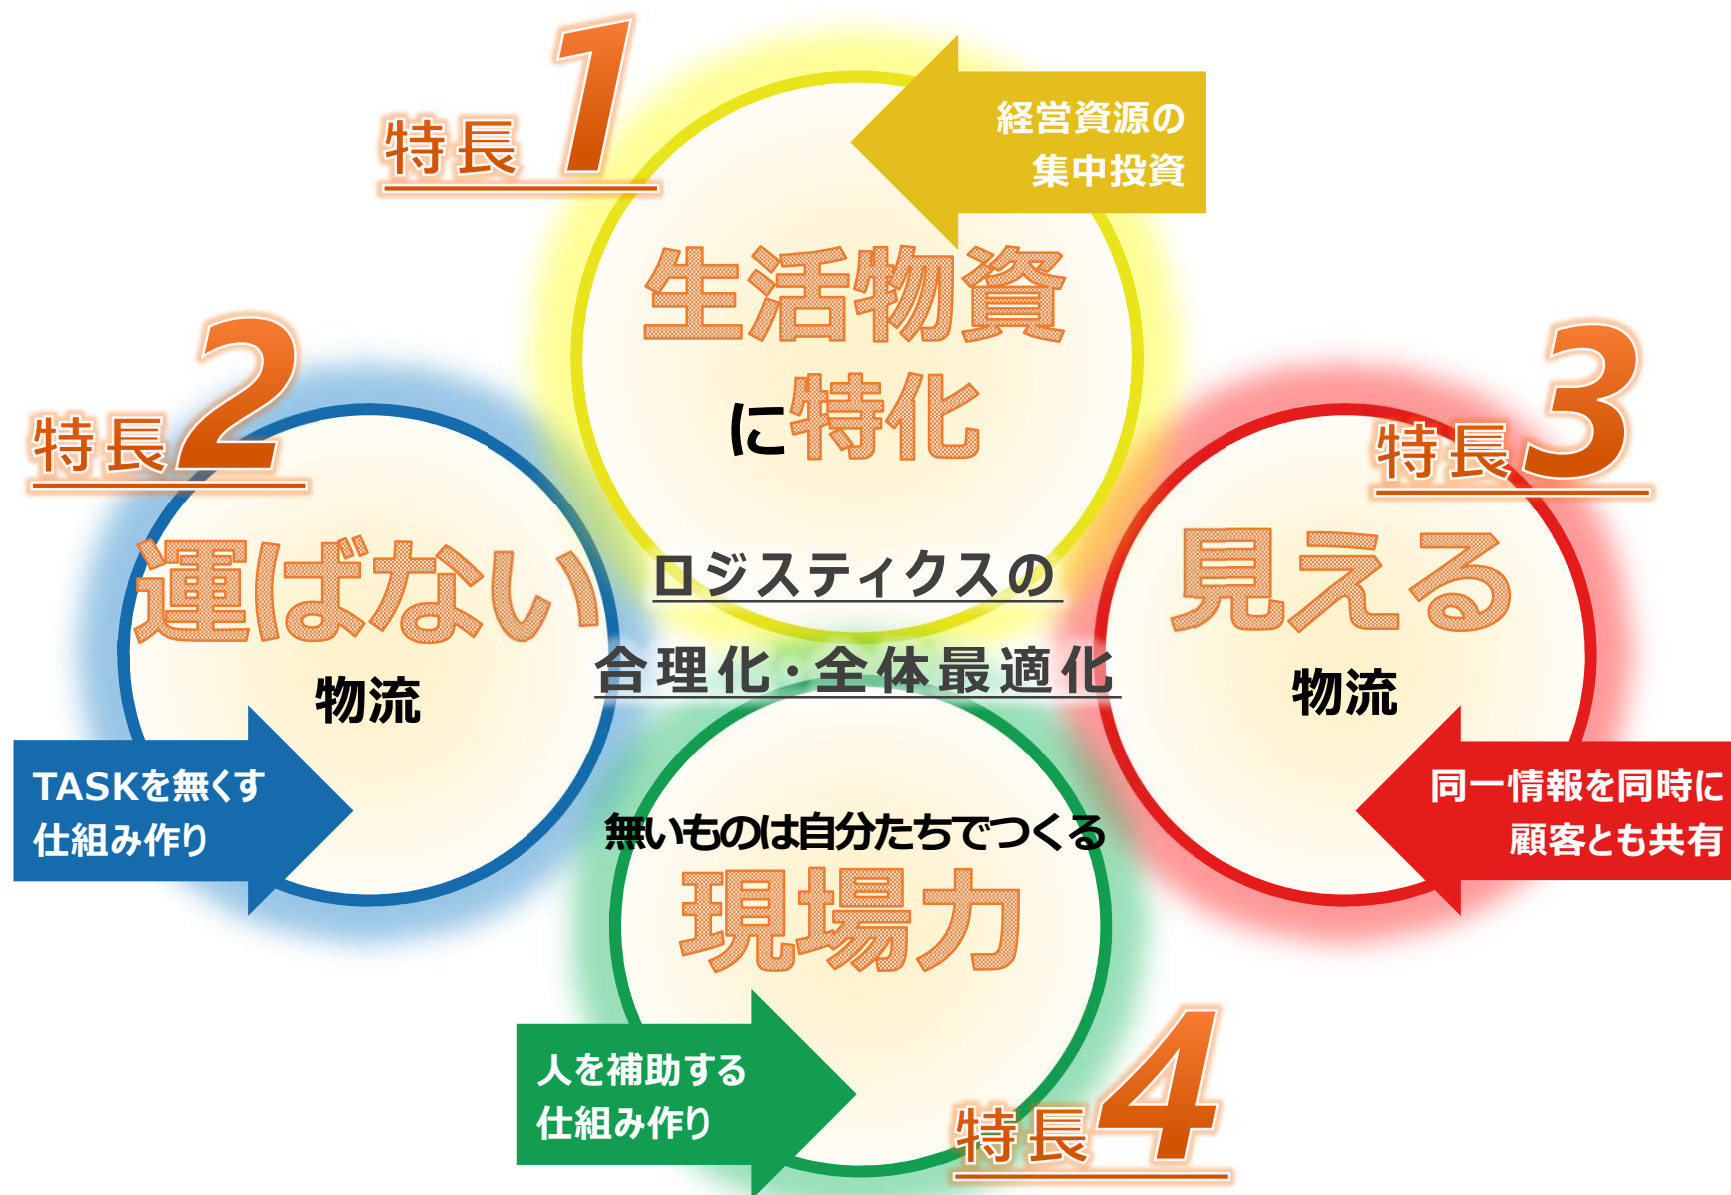 特長1
経営資源の
集中投資
生活物資
に特化
特長2
運ばない
物流
TASKを無くす
仕組み作り
特長3
見える
物流
同一情報を同時に
顧客とも共有
ロジスティクスの
合理化・全体最適化
無いものは自分たちでつくる
現場力
人を補助する
仕組み作り
特長4